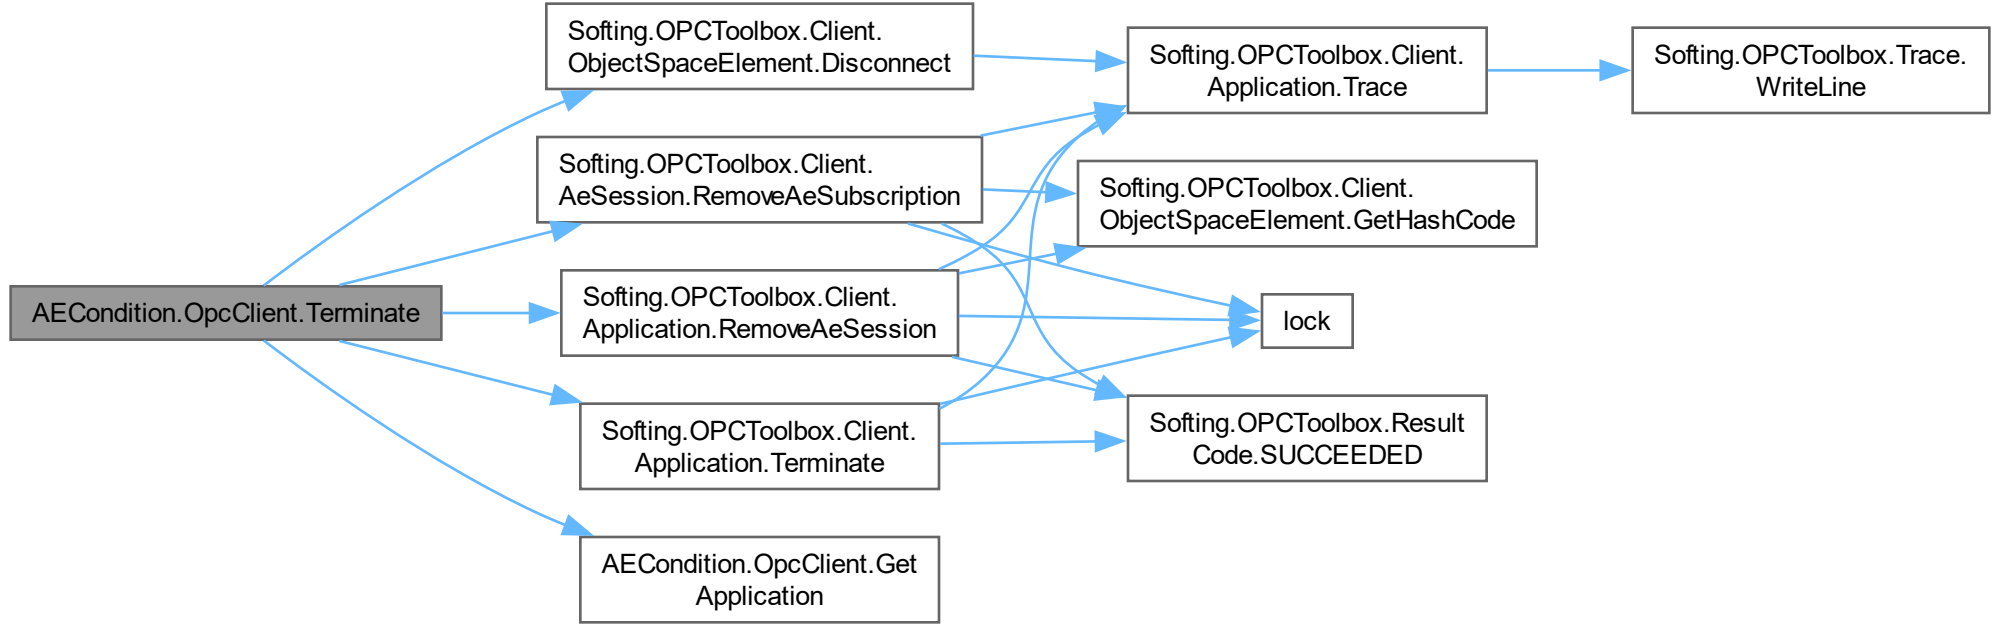 AECondition.OpcClient.Terminate
Softing.OPCToolbox.Client.
ObjectSpaceElement.Disconnect
Softing.OPCToolbox.Client.
AeSession.RemoveAeSubscription
Softing.OPCToolbox.Client.
Application.RemoveAeSession
Softing.OPCToolbox.Client.
Application.Terminate
AECondition.OpcClient.Get
Application
Softing.OPCToolbox.Client.
Application.Trace
Softing.OPCToolbox.Client.
ObjectSpaceElement.GetHashCode
lock
Softing.OPCToolbox.Result
Code.SUCCEEDED
Softing.OPCToolbox.Trace.
WriteLine